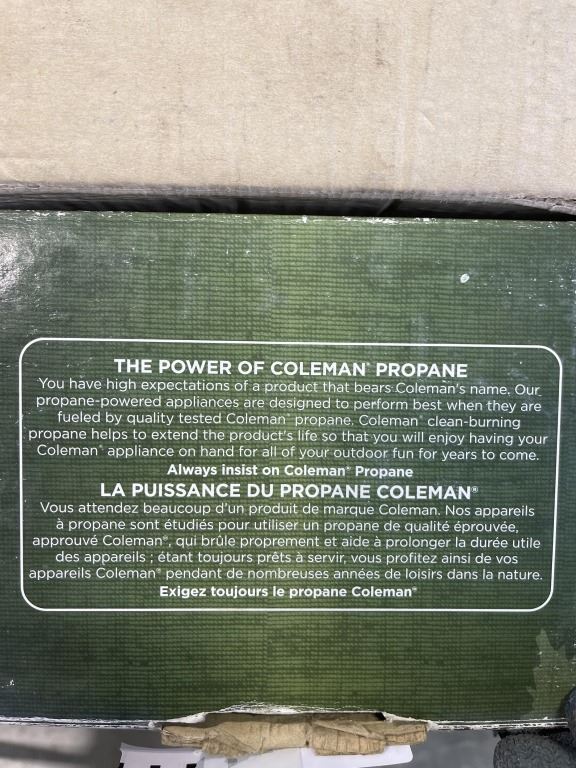 THE POWER OF COLEMAN® PROPANE
You have high expectations of a product that bears Coleman's name. Our
propane-powered appliances are designed to perform best when they are
fueled by quality tested Coleman® propane. Coleman® clean-burning
propane helps to extend the product's life so that you will enjoy having your
Coleman® appliance on hand for all of your outdoor fun for years to come.
Always insist on Coleman® Propane
LA PUISSANCE DU PROPANE COLEMAN®
Vous attendez beaucoup d'un produit de marque Coleman. Nos appareils
à propane sont étudiés pour utiliser un propane de qualité éprouvée,
approuvé Coleman®, qui brûle proprement et aide à prolonger la durée utile
des appareils ; étant toujours prêts à servir, vous profitez ainsi de vos
appareils Coleman® pendant de nombreuses années de loisirs dans la nature.
Exigez toujours le propane Coleman®